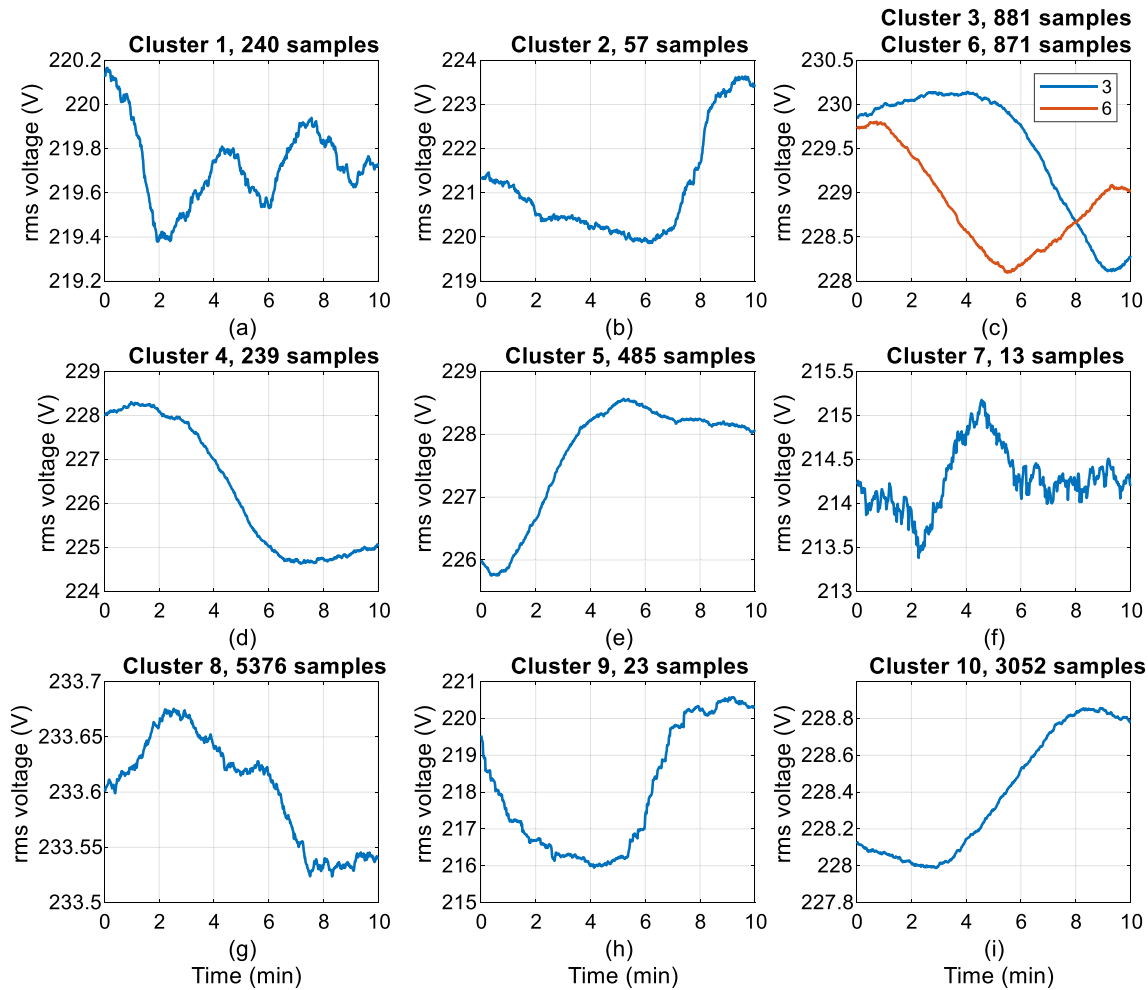 Cluster 1, 240 samples
rms voltage (V)
220.2
220
219.8
219.6
219.4
219.2
0 2 4 6 8 10
(a)
Cluster 2, 57 samples
rms voltage (V)
224
223
222
221
220
219
0 2 4 6 8 10
(b)
Cluster 3, 881 samples
Cluster 6, 871 samples
rms voltage (V)
230.5
230
229.5
229
228.5
228
3
6
0 2 4 6 8 10
(c)
Cluster 4, 239 samples
rms voltage (V)
229
228
227
226
225
224
0 2 4 6 8 10
(d)
Cluster 5, 485 samples
rms voltage (V)
229
228
227
226
0 2 4 6 8 10
(e)
Cluster 7, 13 samples
rms voltage (V)
215.5
215
214.5
214
213.5
213
0 2 4 6 8 10
(f)
Cluster 8, 5376 samples
rms voltage (V)
233.7
233.65
233.6
233.55
233.5
0 2 4 6 8 10
(g)
Time (min)
Cluster 9, 23 samples
rms voltage (V)
221
220
219
218
217
216
215
0 2 4 6 8 10
(h)
Time (min)
Cluster 10, 3052 samples
rms voltage (V)
228.8
228.6
228.4
228.2
228
227.8
0 2 4 6 8 10
(i)
Time (min)